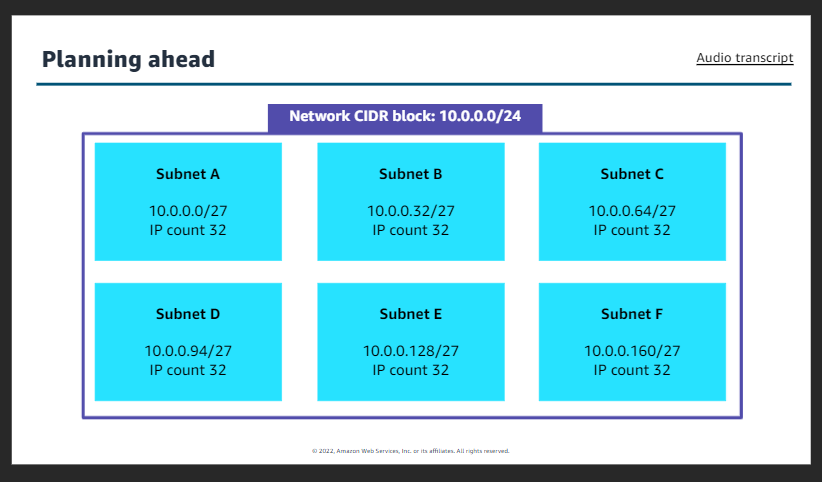 Planning ahead
Audio transcript
Network CIDR block: 10.0.0.0/24
Subnet A
10.0.0.0/27
IP count 32
Subnet B
10.0.0.32/27
IP count 32
Subnet C
10.0.0.64/27
IP count 32
Subnet D
10.0.0.94/27
IP count 32
Subnet E
10.0.0.128/27
IP count 32
Subnet F
10.0.0.160/27
IP count 32
© 2022, Amazon Web Services, Inc. or its affiliates. All rights reserved.